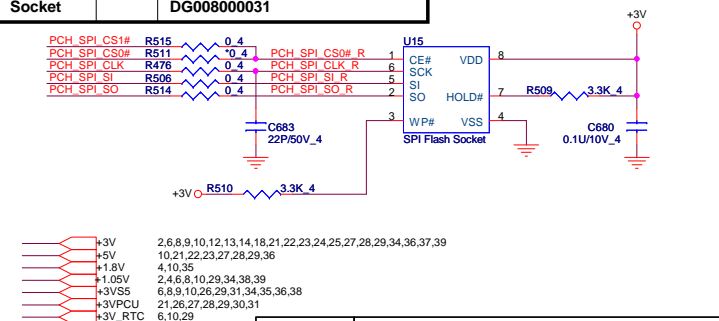 Socket DG008000031
+3V
PCH_SPI_CS1# R515 0_4
PCH_SPI_CS0# R511 *0_4 PCH_SPI_CS0#_R
PCH_SPI_CLK R476 0_4 PCH_SPI_CLK_R
PCH_SPI_SI R506 0_4 PCH_SPI_SI_R
PCH_SPI_SO R514 0_4 PCH_SPI_SO_R
U15
1 CE# VDD 8
6 SCK
5 SI
2 SO HOLD# 7 R509 3.3K_4
3 WP# VSS 4
SPI Flash Socket
C683
22P/50V_4
C680
0.1U/10V_4
+3V R510 3.3K_4
+3V 2,6,8,9,10,12,13,14,18,21,22,23,24,25,27,28,29,34,36,37,39
+5V 10,21,22,23,27,28,29,36
+1.8V 4,10,35
+1.05V 2,4,6,8,10,29,34,38,39
+3VS5 6,8,9,10,26,29,31,34,35,36,38
+3VPCU 21,26,27,28,29,30,31
+3V_RTC 6,10,29